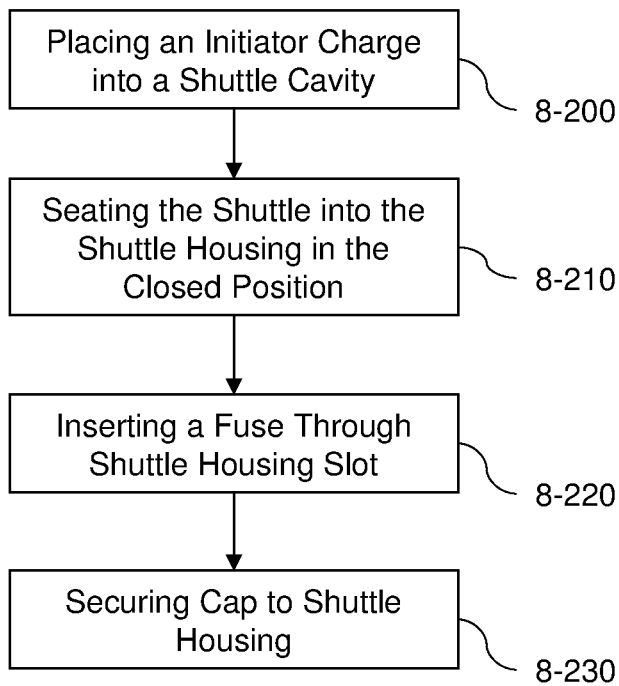 Placing an Initiator Charge
into a Shuttle Cavity
8-200
Seating the Shuttle into the
Shuttle Housing in the
Closed Position
8-210
Inserting a Fuse Through
Shuttle Housing Slot
8-220
Securing Cap to Shuttle
Housing
8-230